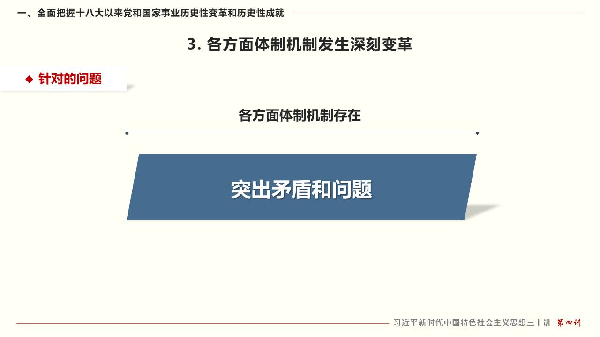 一、全面把握十八大以来党和国家事业历史性变革和历史性成就
3. 各方面体制机制发生深刻变革
◆ 针对的问题
各方面体制机制存在
突出矛盾和问题
习近平新时代中国特色社会主义思想三十讲 第四讲